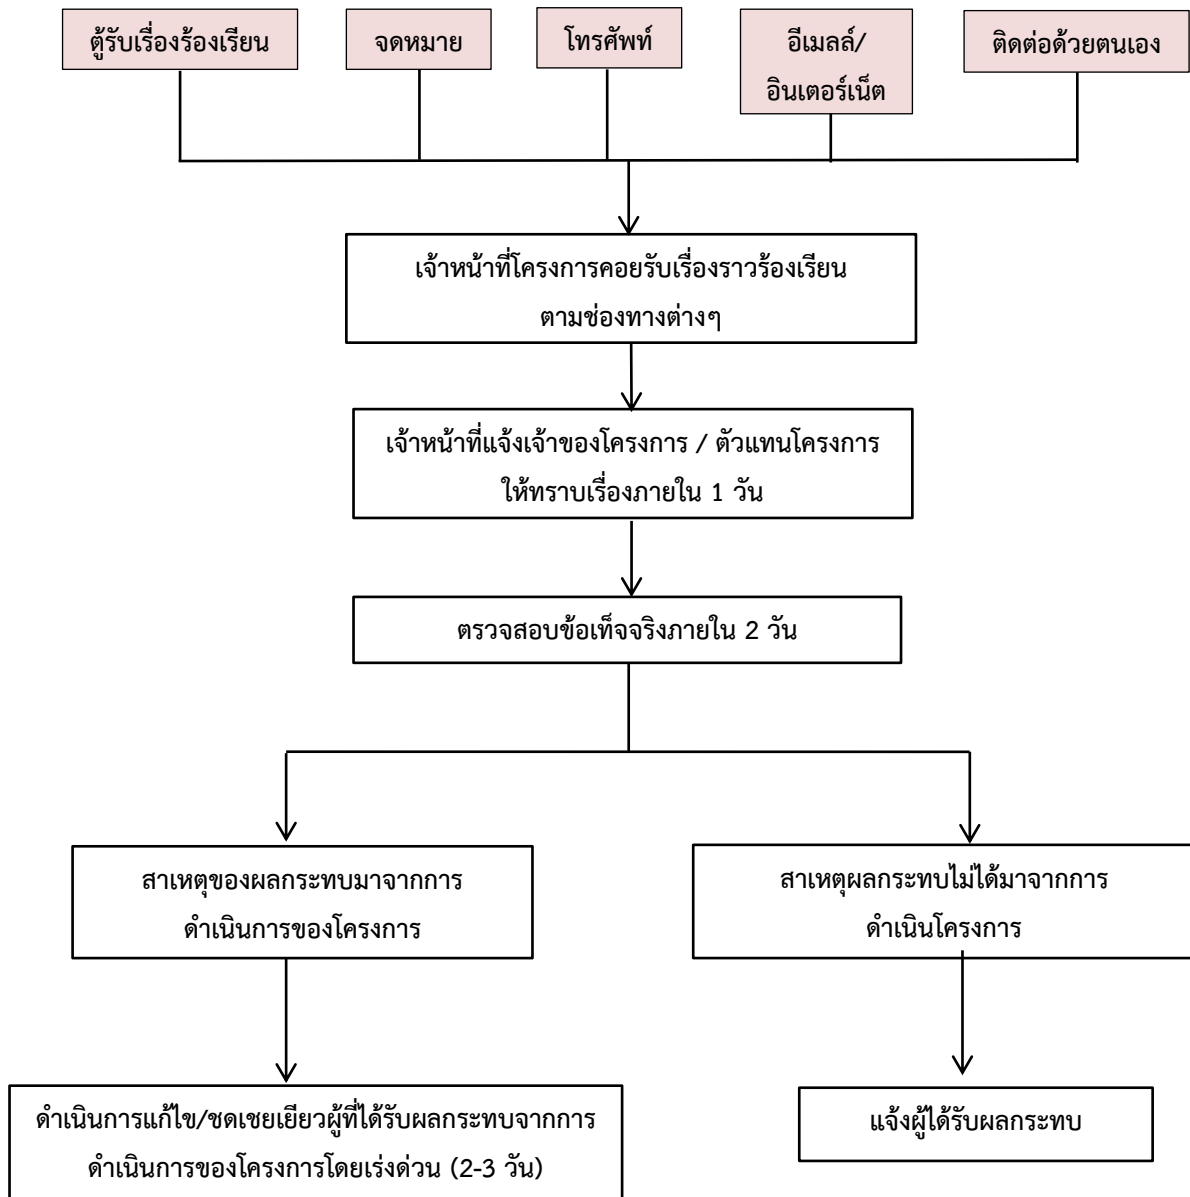 ตู้รับเรื่องร้องเรียน
จดหมาย
โทรศัพท์
อีเมลล์/
อินเตอร์เน็ต
ติดต่อด้วยตนเอง
เจ้าหน้าที่โครงการคอยรับเรื่องราวร้องเรียน
ตามช่องทางต่างๆ
เจ้าหน้าที่แจ้งเจ้าของโครงการ / ตัวแทนโครงการ
ให้ทราบเรื่องภายใน 1 วัน
ตรวจสอบข้อเท็จจริงภายใน 2 วัน
สาเหตุของผลกระทบมาจากการ
ดำเนินการของโครงการ
สาเหตุผลกระทบไม่ได้มาจากการ
ดำเนินโครงการ
ดำเนินการแก้ไข/ชดเชยเยียวผู้ที่ได้รับผลกระทบจากการ
ดำเนินการของโครงการโดยเร่งด่วน (2-3 วัน)
แจ้งผู้ได้รับผลกระทบ